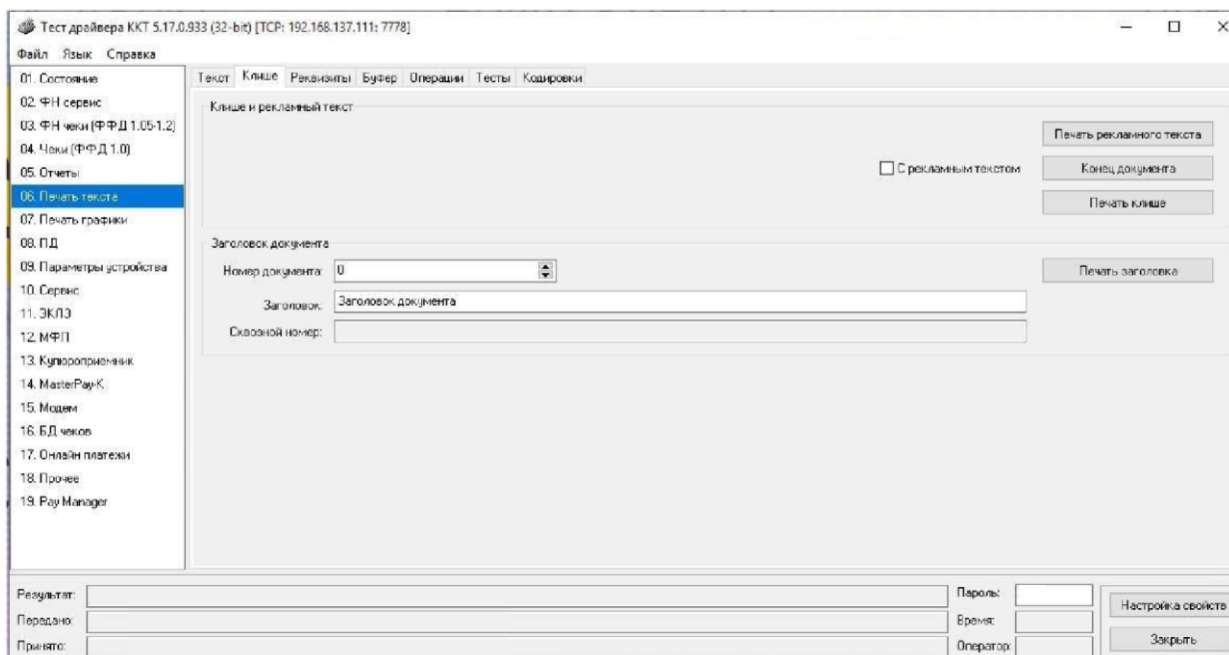 Тест драйвера ККТ 5.17.0.933 (32-bit) [TCP: 192.168.137.111: 7778]
Файл Язык Справка
01. Состояние
02. ФН сервис
03. ФН чеки (ФФД 1.05-1.2)
04. Чеки (ФФД 1.0)
05. Отчеты
06. Печать текста
07. Печать графики
08. ПД
09. Параметры устройства
10. Сервис
11. ЭКЛЗ
12. МФП
13. Купюроприемник
14. MasterPay-K
15. Модем
16. БД чеков
17. Онлайн платежи
18. Прочее
19. Pay Manager
Текст Клише Реквизиты Буфер Операции Тесты Кодировки
Клише и рекламный текст
Печать рекламного текста
С рекламным текстом Конец документа
Печать клише
Заголовок документа
Номер документа: 0 Печать заголовка
Заголовок: Заголовок документа
Сквозной номер:
Результат: Пароль:
Настройка свойств
Передано: Время:
Принято: Оператор:
Закрыть